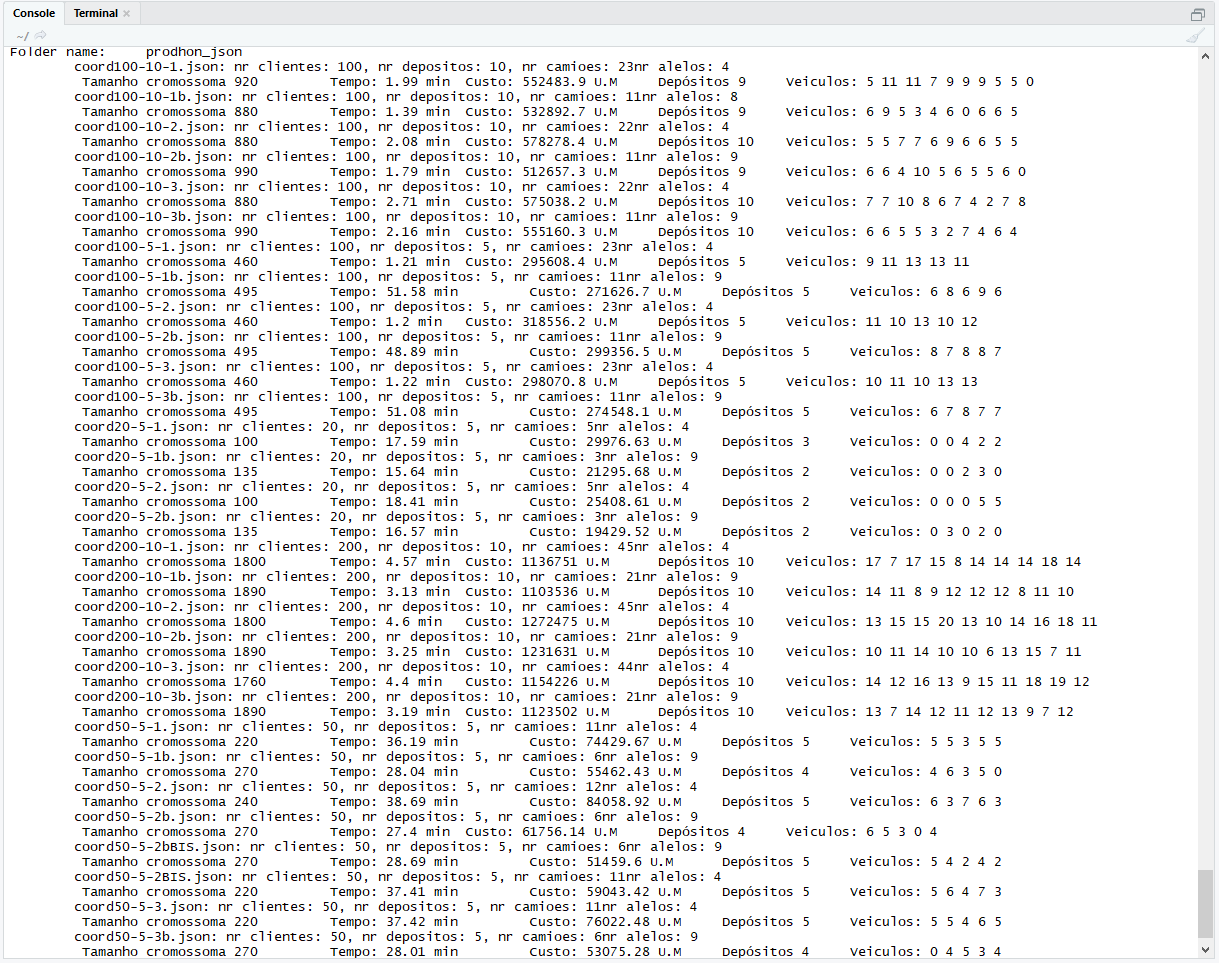 Console Terminal
~/
Folder name: prodhon_json
coord100-10-1.json: nr clientes: 100, nr depositos: 10, nr camioes: 23nr alelos: 4
Tamanho cromossoma 920 Tempo: 1.99 min Custo: 552483.9 U.M Depósitos 9 Veiculos: 5 11 11 7 9 9 9 5 5 0
coord100-10-1b.json: nr clientes: 100, nr depositos: 10, nr camioes: 11nr alelos: 8
Tamanho cromossoma 880 Tempo: 1.39 min Custo: 532892.7 U.M Depósitos 9 Veiculos: 6 9 5 3 4 6 0 6 6 5
coord100-10-2.json: nr clientes: 100, nr depositos: 10, nr camioes: 22nr alelos: 4
Tamanho cromossoma 880 Tempo: 2.08 min Custo: 578278.4 U.M Depósitos 10 Veiculos: 5 5 7 7 6 9 6 6 5 5
coord100-10-2b.json: nr clientes: 100, nr depositos: 10, nr camioes: 11nr alelos: 9
Tamanho cromossoma 990 Tempo: 1.79 min Custo: 512657.3 U.M Depósitos 9 Veiculos: 6 6 4 10 5 6 5 5 6 0
coord100-10-3.json: nr clientes: 100, nr depositos: 10, nr camioes: 22nr alelos: 4
Tamanho cromossoma 880 Tempo: 2.71 min Custo: 575038.2 U.M Depósitos 10 Veiculos: 7 7 10 8 6 7 4 2 7 8
coord100-10-3b.json: nr clientes: 100, nr depositos: 10, nr camioes: 11nr alelos: 9
Tamanho cromossoma 990 Tempo: 2.16 min Custo: 555160.3 U.M Depósitos 10 Veiculos: 6 6 5 5 3 2 7 4 6 4
coord100-5-1.json: nr clientes: 100, nr depositos: 5, nr camioes: 23nr alelos: 4
Tamanho cromossoma 460 Tempo: 1.21 min Custo: 295608.4 U.M Depósitos 5 Veiculos: 9 11 13 13 11
coord100-5-1b.json: nr clientes: 100, nr depositos: 5, nr camioes: 11nr alelos: 9
Tamanho cromossoma 495 Tempo: 51.58 min Custo: 271626.7 U.M Depósitos 5 Veiculos: 6 8 6 9 6
coord100-5-2.json: nr clientes: 100, nr depositos: 5, nr camioes: 23nr alelos: 4
Tamanho cromossoma 460 Tempo: 1.2 min Custo: 318556.2 U.M Depósitos 5 Veiculos: 11 10 13 10 12
coord100-5-2b.json: nr clientes: 100, nr depositos: 5, nr camioes: 11nr alelos: 9
Tamanho cromossoma 495 Tempo: 48.89 min Custo: 299356.5 U.M Depósitos 5 Veiculos: 8 7 8 8 7
coord100-5-3.json: nr clientes: 100, nr depositos: 5, nr camioes: 23nr alelos: 4
Tamanho cromossoma 460 Tempo: 1.22 min Custo: 298070.8 U.M Depósitos 5 Veiculos: 10 11 10 13 13
coord100-5-3b.json: nr clientes: 100, nr depositos: 5, nr camioes: 11nr alelos: 9
Tamanho cromossoma 495 Tempo: 51.08 min Custo: 274548.1 U.M Depósitos 5 Veiculos: 6 7 8 7 7
coord20-5-1.json: nr clientes: 20, nr depositos: 5, nr camioes: 5nr alelos: 4
Tamanho cromossoma 100 Tempo: 17.59 min Custo: 29976.63 U.M Depósitos 3 Veiculos: 0 0 4 2 2
coord20-5-1b.json: nr clientes: 20, nr depositos: 5, nr camioes: 3nr alelos: 9
Tamanho cromossoma 135 Tempo: 15.64 min Custo: 21295.68 U.M Depósitos 2 Veiculos: 0 0 2 3 0
coord20-5-2.json: nr clientes: 20, nr depositos: 5, nr camioes: 5nr alelos: 4
Tamanho cromossoma 100 Tempo: 18.41 min Custo: 25408.61 U.M Depósitos 2 Veiculos: 0 0 0 5 5
coord20-5-2b.json: nr clientes: 20, nr depositos: 5, nr camioes: 3nr alelos: 9
Tamanho cromossoma 135 Tempo: 16.57 min Custo: 19429.52 U.M Depósitos 2 Veiculos: 0 3 0 2 0
coord200-10-1.json: nr clientes: 200, nr depositos: 10, nr camioes: 45nr alelos: 4
Tamanho cromossoma 1800 Tempo: 4.57 min Custo: 1136751 U.M Depósitos 10 Veiculos: 17 7 17 15 8 14 14 14 18 14
coord200-10-1b.json: nr clientes: 200, nr depositos: 10, nr camioes: 21nr alelos: 9
Tamanho cromossoma 1890 Tempo: 3.13 min Custo: 1103536 U.M Depósitos 10 Veiculos: 14 11 8 9 12 12 12 8 11 10
coord200-10-2.json: nr clientes: 200, nr depositos: 10, nr camioes: 45nr alelos: 4
Tamanho cromossoma 1800 Tempo: 4.6 min Custo: 1272475 U.M Depósitos 10 Veiculos: 13 15 15 20 13 10 14 16 18 11
coord200-10-2b.json: nr clientes: 200, nr depositos: 10, nr camioes: 21nr alelos: 9
Tamanho cromossoma 1890 Tempo: 3.25 min Custo: 1231631 U.M Depósitos 10 Veiculos: 10 11 14 10 10 6 13 15 7 11
coord200-10-3.json: nr clientes: 200, nr depositos: 10, nr camioes: 44nr alelos: 4
Tamanho cromossoma 1760 Tempo: 4.4 min Custo: 1154226 U.M Depósitos 10 Veiculos: 14 12 16 13 9 15 11 18 19 12
coord200-10-3b.json: nr clientes: 200, nr depositos: 10, nr camioes: 21nr alelos: 9
Tamanho cromossoma 1890 Tempo: 3.19 min Custo: 1123502 U.M Depósitos 10 Veiculos: 13 7 14 12 11 12 13 9 7 12
coord50-5-1.json: nr clientes: 50, nr depositos: 5, nr camioes: 11nr alelos: 4
Tamanho cromossoma 220 Tempo: 36.19 min Custo: 74429.67 U.M Depósitos 5 Veiculos: 5 5 3 5 5
coord50-5-1b.json: nr clientes: 50, nr depositos: 5, nr camioes: 6nr alelos: 9
Tamanho cromossoma 270 Tempo: 28.04 min Custo: 55462.43 U.M Depósitos 4 Veiculos: 4 6 3 5 0
coord50-5-2.json: nr clientes: 50, nr depositos: 5, nr camioes: 12nr alelos: 4
Tamanho cromossoma 240 Tempo: 38.69 min Custo: 84058.92 U.M Depósitos 5 Veiculos: 6 3 7 6 3
coord50-5-2b.json: nr clientes: 50, nr depositos: 5, nr camioes: 6nr alelos: 9
Tamanho cromossoma 270 Tempo: 27.4 min Custo: 61756.14 U.M Depósitos 4 Veiculos: 6 5 3 0 4
coord50-5-2bBIS.json: nr clientes: 50, nr depositos: 5, nr camioes: 6nr alelos: 9
Tamanho cromossoma 270 Tempo: 28.69 min Custo: 51459.6 U.M Depósitos 5 Veiculos: 5 4 2 4 2
coord50-5-2BIS.json: nr clientes: 50, nr depositos: 5, nr camioes: 11nr alelos: 4
Tamanho cromossoma 220 Tempo: 37.41 min Custo: 59043.42 U.M Depósitos 5 Veiculos: 5 6 4 7 3
coord50-5-3.json: nr clientes: 50, nr depositos: 5, nr camioes: 11nr alelos: 4
Tamanho cromossoma 220 Tempo: 37.42 min Custo: 76022.48 U.M Depósitos 5 Veiculos: 5 5 4 6 5
coord50-5-3b.json: nr clientes: 50, nr depositos: 5, nr camioes: 6nr alelos: 9
Tamanho cromossoma 270 Tempo: 28.01 min Custo: 53075.28 U.M Depósitos 4 Veiculos: 0 4 5 3 4